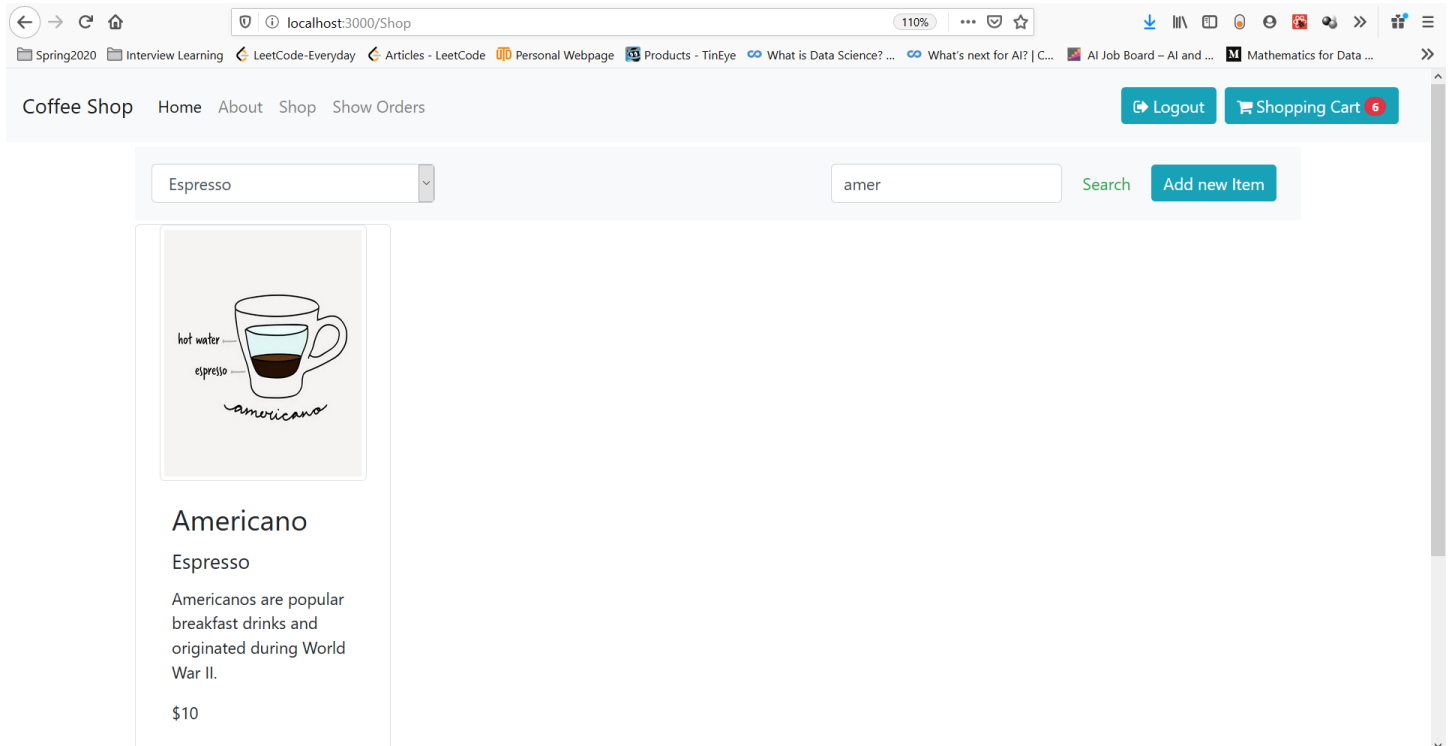 localhost:3000/Shop 110%
Spring2020 Interview Learning LeetCode-Everyday Articles - LeetCode Personal Webpage Products - TinEye What is Data Science? ... What's next for AI? | C... AI Job Board – AI and ... M Mathematics for Data ...
Coffee Shop Home About Shop Show Orders Logout Shopping Cart 6
Espresso amer Search Add new Item
hot water
espresso
americano
Americano
Espresso
Americanos are popular
breakfast drinks and
originated during World
War II.
$10